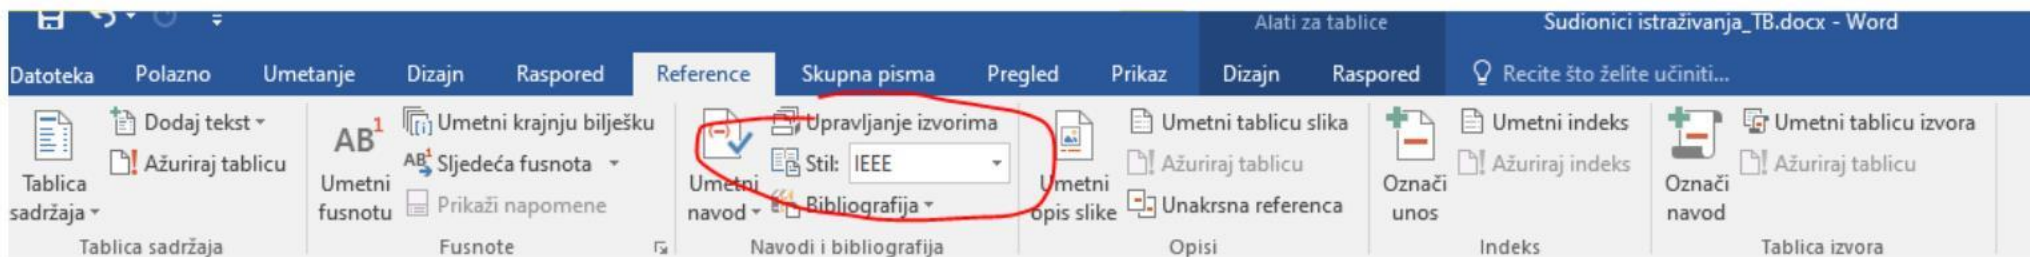 Alati za tablice
Sudionici istraživanja_TB.docx - Word
Datoteka Polazno Umetanje Dizajn Raspored Reference Skupna pisma Pregled Prikaz Dizajn Raspored Recite što želite učiniti...
Tablica sadržaja
Dodaj tekst
Ažuriraj tablicu
Tablica sadržaja
AB1
Umetni fusnotu
Umetni krajnju bilješku
AB1 Sljedeća fusnota
Prikaži napomene
Fusnote
Umetni navod
Upravljanje izvorima
Stil: IEEE
Bibliografija
Navodi i bibliografija
Umetni opis slike
Umetni tablicu slika
Ažuriraj tablicu
Unakrsna referenca
Opisi
Označi unos
Umetni indeks
Ažuriraj indeks
Indeks
Označi navod
Umetni tablicu izvora
Ažuriraj tablicu
Tablica izvora